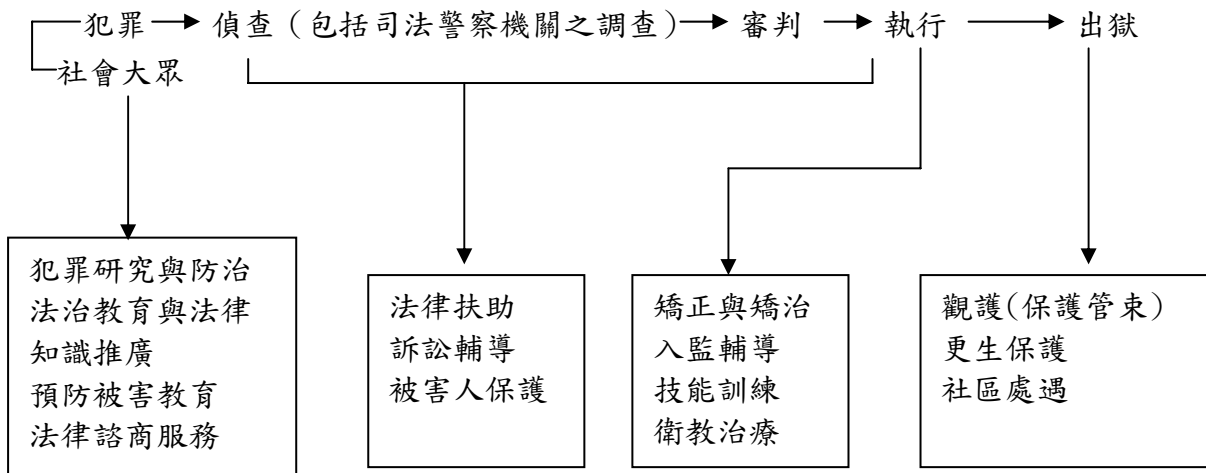 犯罪 偵查（包括司法警察機關之調查） 審判 執行 出獄
社會大眾
犯罪研究與防治
法治教育與法律
知識推廣
預防被害教育
法律諮商服務
法律扶助
訴訟輔導
被害人保護
矯正與矯治
入監輔導
技能訓練
衛教治療
觀護(保護管束)
更生保護
社區處遇